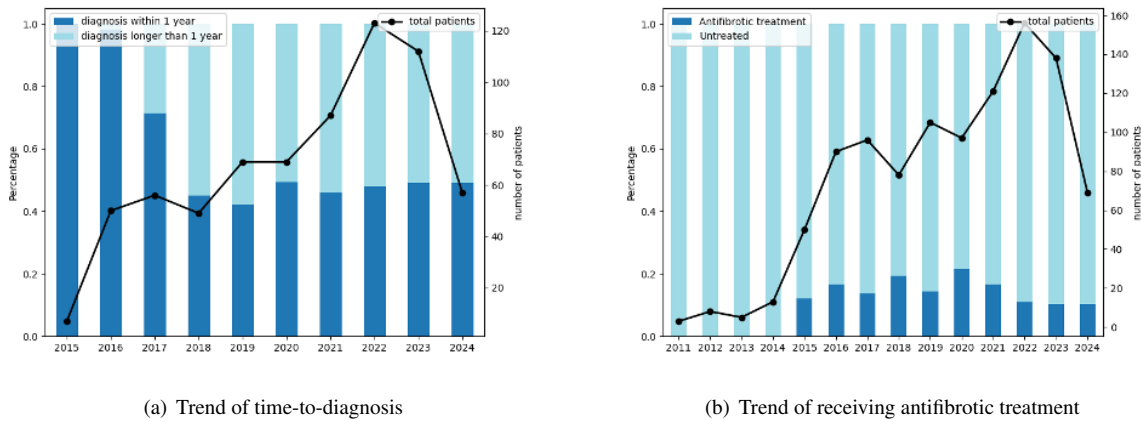 diagnosis within 1 year
diagnosis longer than 1 year
total patients
1.0
0.8
0.6
0.4
0.2
0.0
Percentage
120
100
80
60
40
20
number of patients
2015 2016 2017 2018 2019 2020 2021 2022 2023 2024
(a) Trend of time-to-diagnosis
Antifibrotic treatment
Untreated
total patients
1.0
0.8
0.6
0.4
0.2
0.0
Percentage
160
140
120
100
80
60
40
20
0
number of patients
2011 2012 2013 2014 2015 2016 2017 2018 2019 2020 2021 2022 2023 2024
(b) Trend of receiving antifibrotic treatment